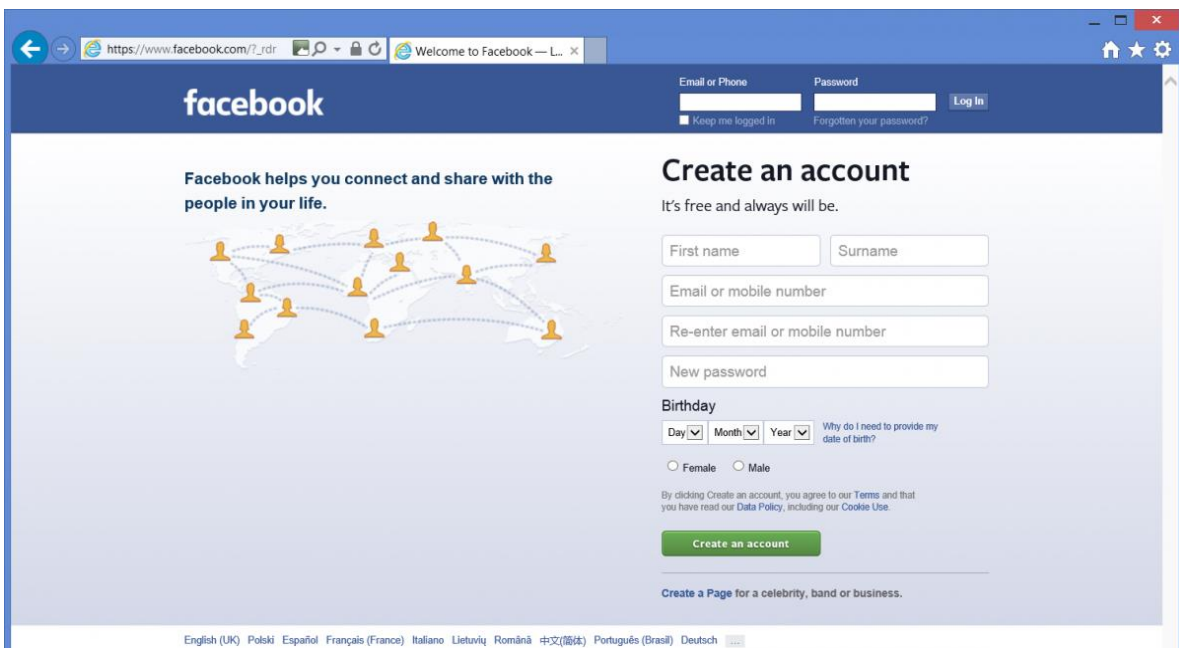 https://www.facebook.com/?_rdr
Welcome to Facebook — L...
facebook
Email or Phone
Password
Log In
Keep me logged in
Forgotten your password?
Facebook helps you connect and share with the
people in your life.
Create an account
It's free and always will be.
First name
Surname
Email or mobile number
Re-enter email or mobile number
New password
Birthday
Day Month Year
Why do I need to provide my
date of birth?
Female Male
By clicking Create an account, you agree to our Terms and that
you have read our Data Policy, including our Cookie Use.
Create an account
Create a Page for a celebrity, band or business.
English (UK) Polski Español Français (France) Italiano Lietuvių Română 中文(简体) Português (Brasil) Deutsch ...